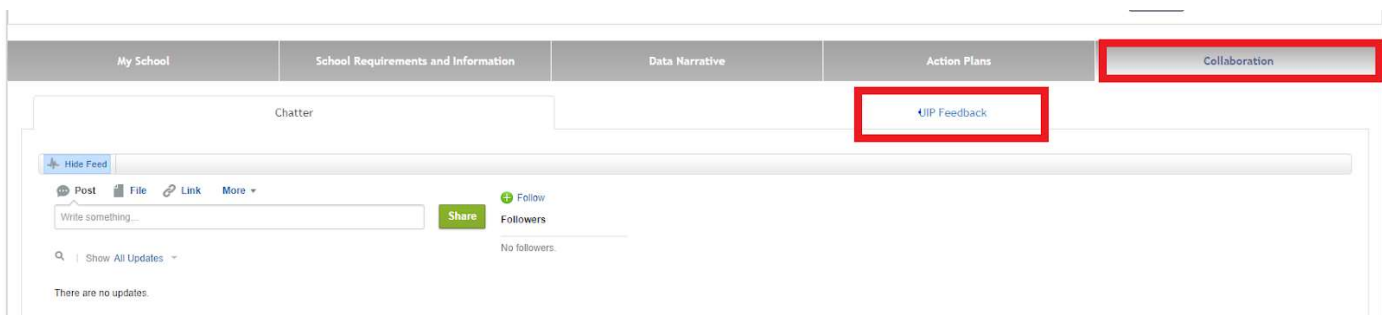 My School School Requirements and Information Data Narrative Action Plans Collaboration
Chatter UIP Feedback
Hide Feed
Post File Link More
Write something... Share
Show All Updates
There are no updates.
Follow
Followers
No followers.